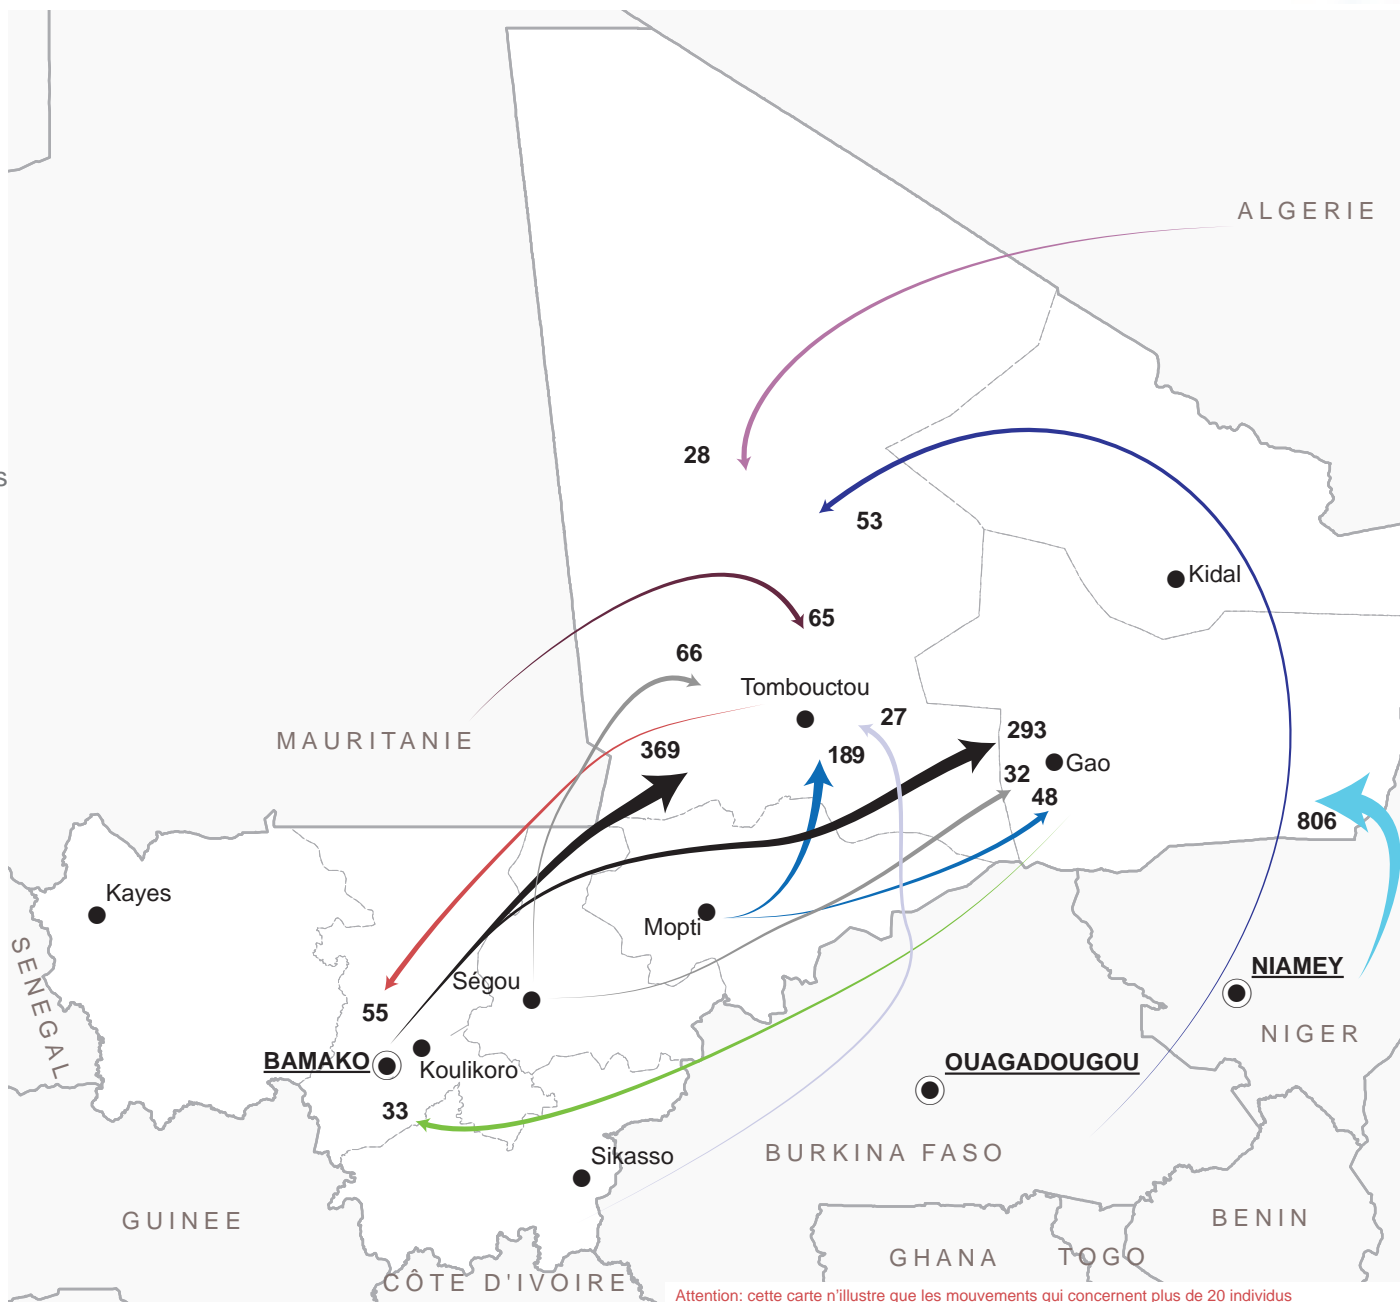 ALGERIE
28
s
53
Kidal
65
66
Tombouctou
27
MAURITANIE
293
369
189
Gao
32
48
806
Kayes
Mopti
SENEGAL
NIAMEY
Ségou
55
NIGER
BAMAKO
Koulikoro
OUAGADOUGOU
33
BURKINA FASO
Sikasso
GUINEE
BENIN
GHANA
TOGO
CÔTE D'IVOIRE
Attention: cette carte n'illustre que les mouvements qui concernent plus de 20 individus